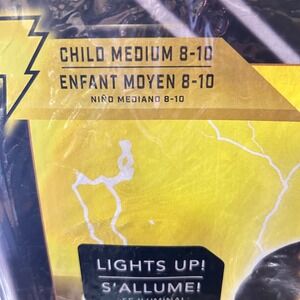 CHILD MEDIUM 8-10
ENFANT MOYEN 8-10
NIÑO MEDIANO 8-10
LIGHTS UP!
S'ALLUME!